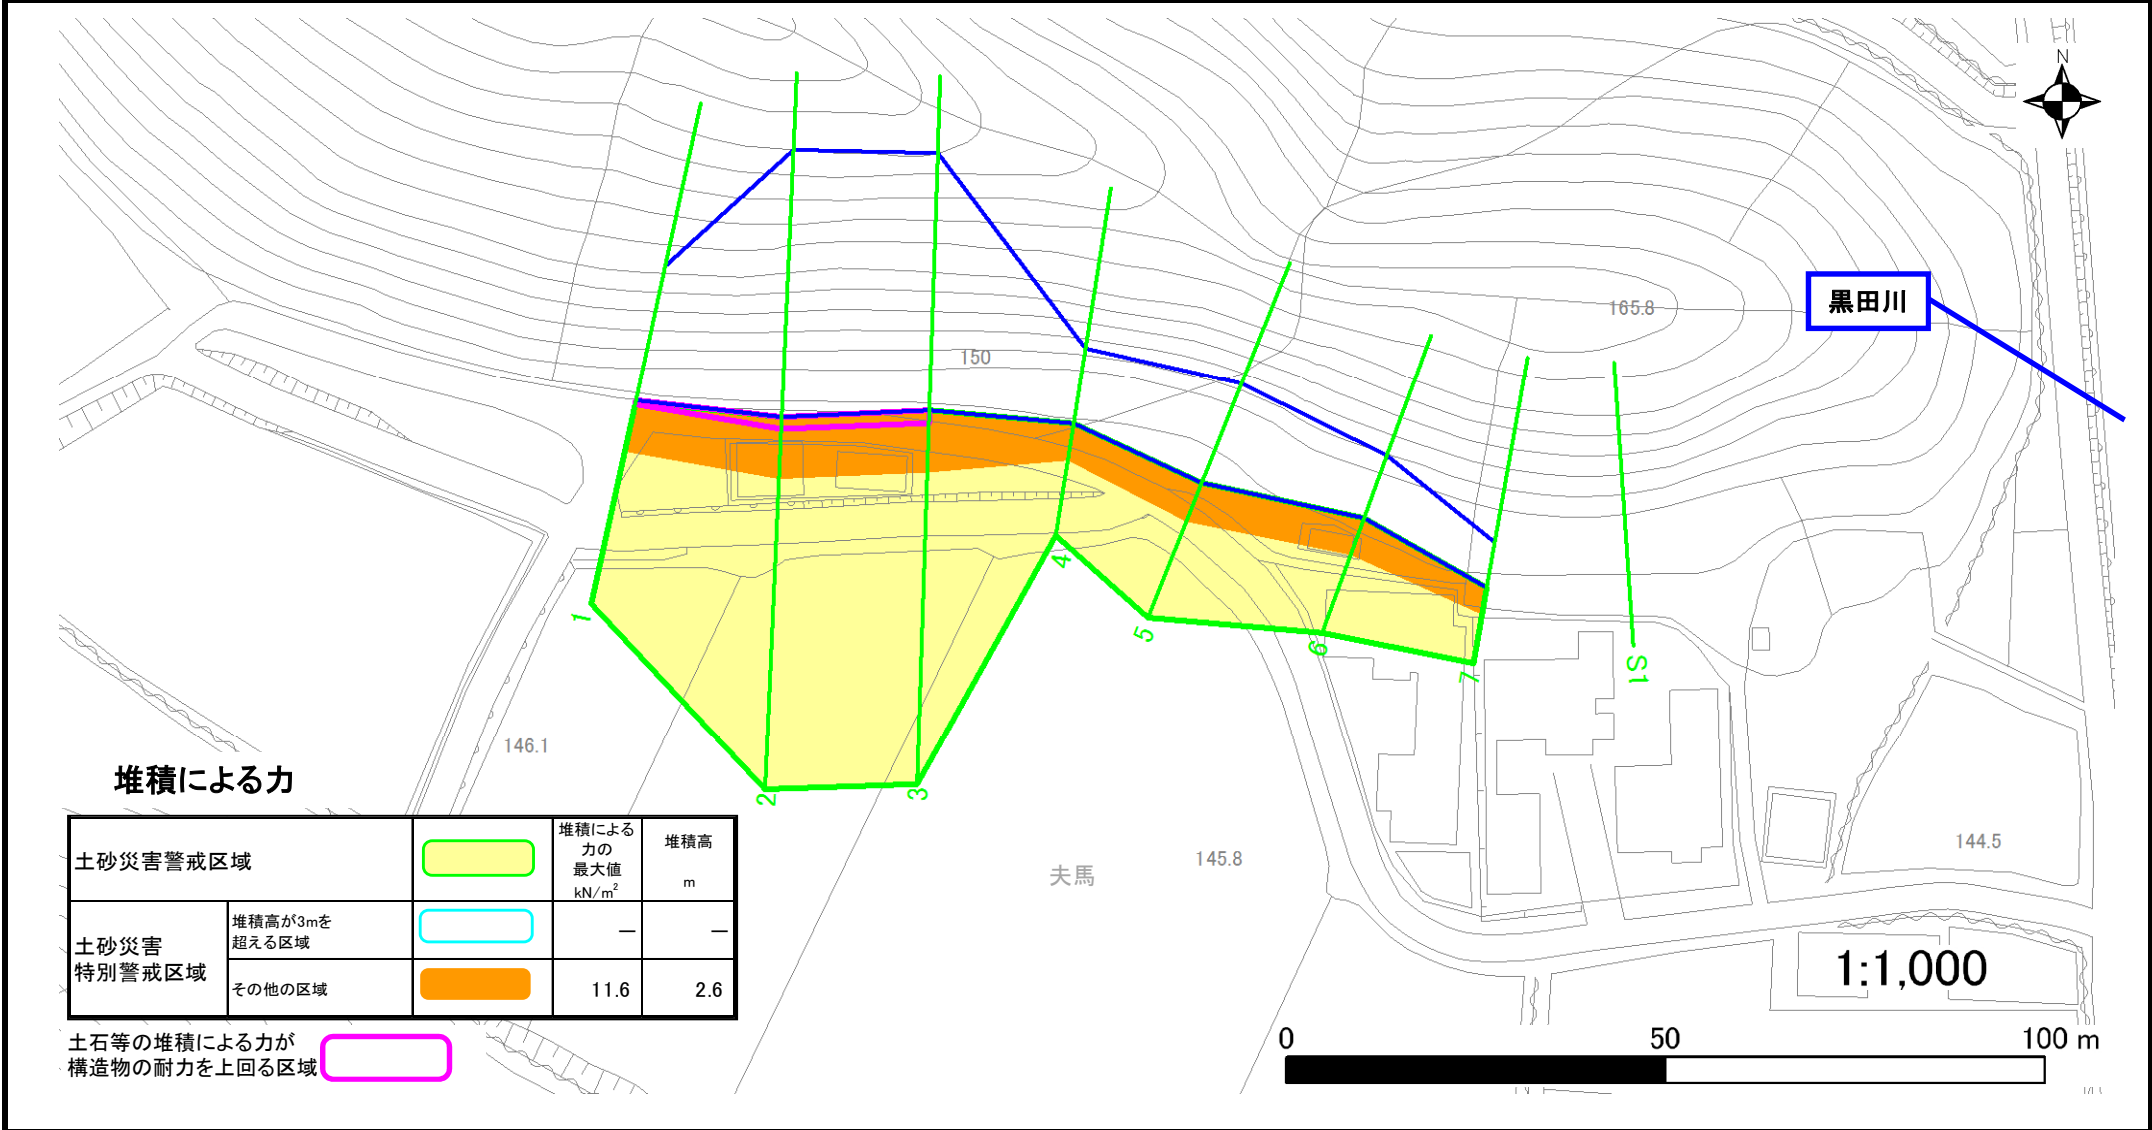 N
黒田川
165.8
150
1
2
3
4
5
6
7
S1
146.1
145.8
144.5
夫馬
堆積による力
土砂災害警戒区域
堆積による
力の
最大値
kN/m²
堆積高
m
土砂災害
特別警戒区域
堆積高が3mを
超える区域
― ―
その他の区域
11.6 2.6
土石等の堆積による力が
構造物の耐力を上回る区域
1:1,000
0 50 100 m